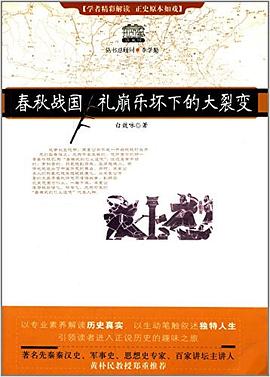 【学者精彩解读 正史原本如戏】
丛书总顾问 李学勤
春秋战国 礼崩乐坏下的大裂变
白效咏 著
以专业素养解读历史真实 以生动笔触叙述独特人生
引领读者进入正说历史的趣味之旅
著名先秦秦汉史、军事史、思想史专家、百家讲坛主讲人
黄朴民教授郑重推荐